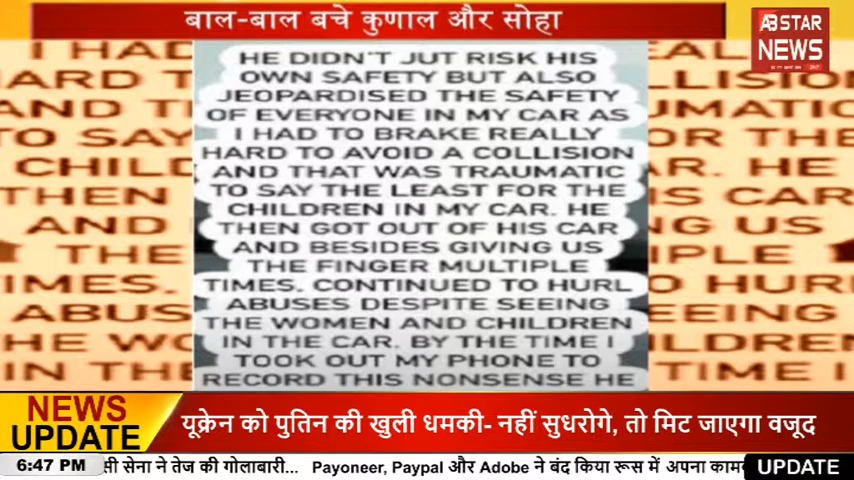 बाल-बाल बचे कुणाल और सोहा
AB STAR
NEWS
HE DIDN'T JUT RISK HIS
OWN SAFETY BUT ALSO
JEOPARDISED THE SAFETY
OF EVERYONE IN MY CAR AS
I HAD TO BRAKE REALLY
HARD TO AVOID A COLLISION
AND THAT WAS TRAUMATIC
TO SAY THE LEAST FOR THE
CHILDREN IN MY CAR. HE
THEN GOT OUT OF HIS CAR
AND BESIDES GIVING US
THE FINGER MULTIPLE
TIMES, CONTINUED TO HURL
ABUSES DESPITE SEEING
THE WOMEN AND CHILDREN
IN THE CAR. BY THE TIME I
TOOK OUT MY PHONE TO
RECORD THIS NONSENSE HE
NEWS
UPDATE
यूक्रेन को पुतिन की खुली धमकी- नहीं सुधरोगे, तो मिट जाएगा वजूद
6:47 PM
सी सेना ने तेज की गोलाबारी... Payoneer, Paypal और Adobe ने बंद किया रूस में अपना काम
UPDATE